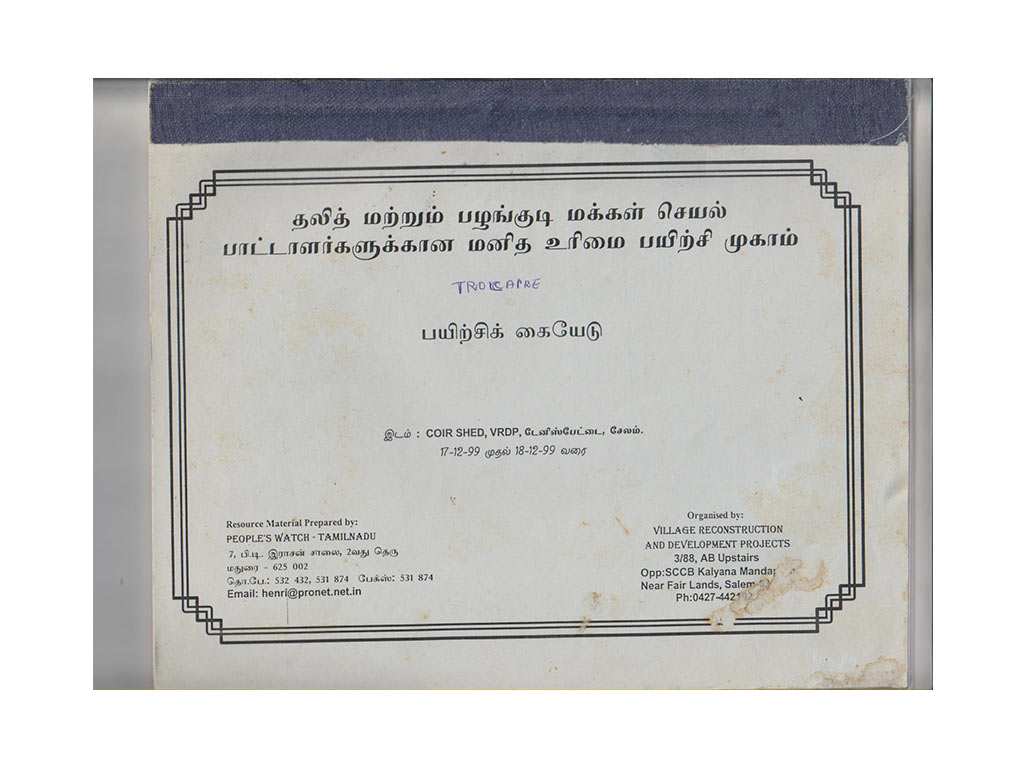 தலித் மற்றும் பழங்குடி மக்கள் செயல்
பாட்டாளர்களுக்கான மனித உரிமை பயிற்சி முகாம்
TROCAIRE
பயிற்சிக் கையேடு
இடம் : COIR SHED, VRDP, டேனிஸ்பேட்டை, சேலம்.
17-12-99 முதல் 18-12-99 வரை
Resource Material Prepared by:
PEOPLE'S WATCH - TAMILNADU
7, பி.டி. இராசன் சாலை, 2வது தெரு
மதுரை - 625 002
தொ.பே.: 532 432, 531 874 பேக்ஸ்: 531 874
Email: henri@pronet.net.in
Organised by:
VILLAGE RECONSTRUCTION
AND DEVELOPMENT PROJECTS
3/88, AB Upstairs
Opp:SCCB Kalyana
Near Fair Lands, Salem